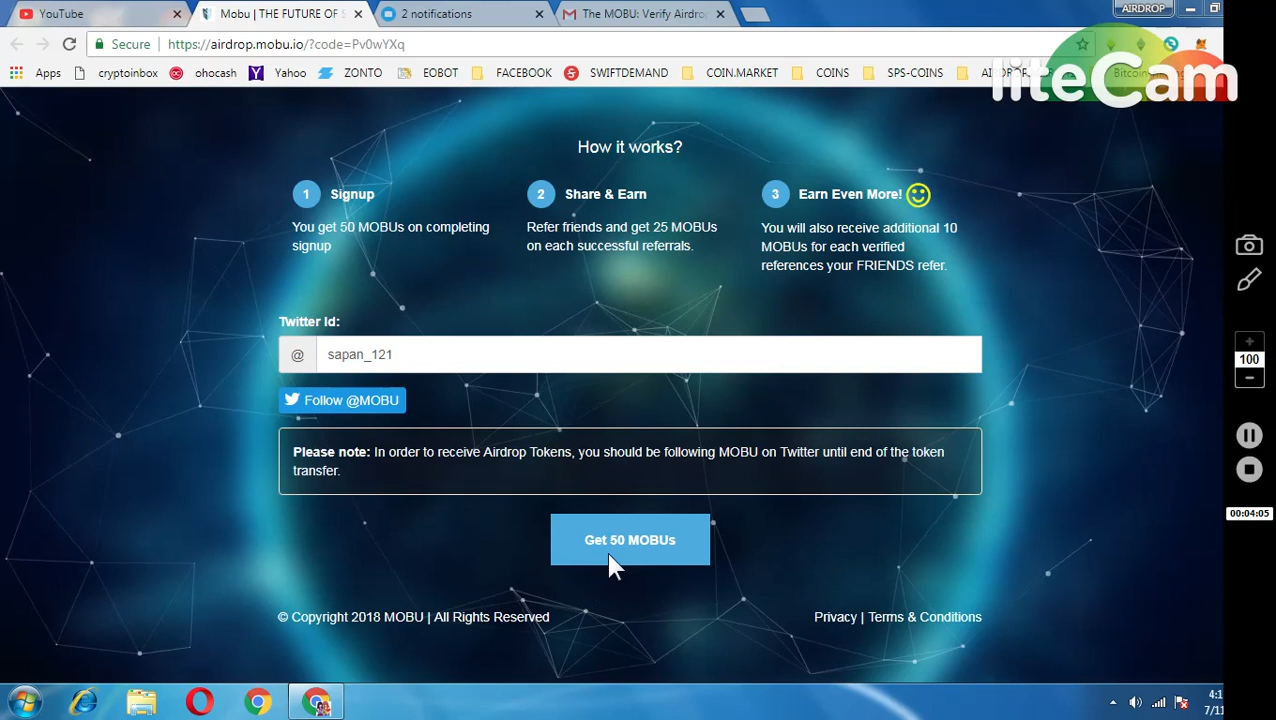 YouTube
Mobu | THE FUTURE OF S
2 notifications
The MOBU: Verify Airdrop
AIRDROP
Secure
https://airdrop.mobu.io/?code=Pv0wYXq
Apps
cryptoinbox
ohocash
Yahoo
ZONTO
EOBOT
FACEBOOK
SWIFTDEMAND
COIN.MARKET
COINS
SPS-COINS
liteCam
How it works?
1 Signup
You get 50 MOBUs on completing
signup
2 Share & Earn
Refer friends and get 25 MOBUs
on each successful referrals.
3 Earn Even More!
You will also receive additional 10
MOBUs for each verified
references your FRIENDS refer.
Twitter Id:
@ sapan_121
Follow @MOBU
Please note: In order to receive Airdrop Tokens, you should be following MOBU on Twitter until end of the token
transfer.
Get 50 MOBUs
© Copyright 2018 MOBU | All Rights Reserved
Privacy | Terms & Conditions
100
00:04:05
4:1
7/11